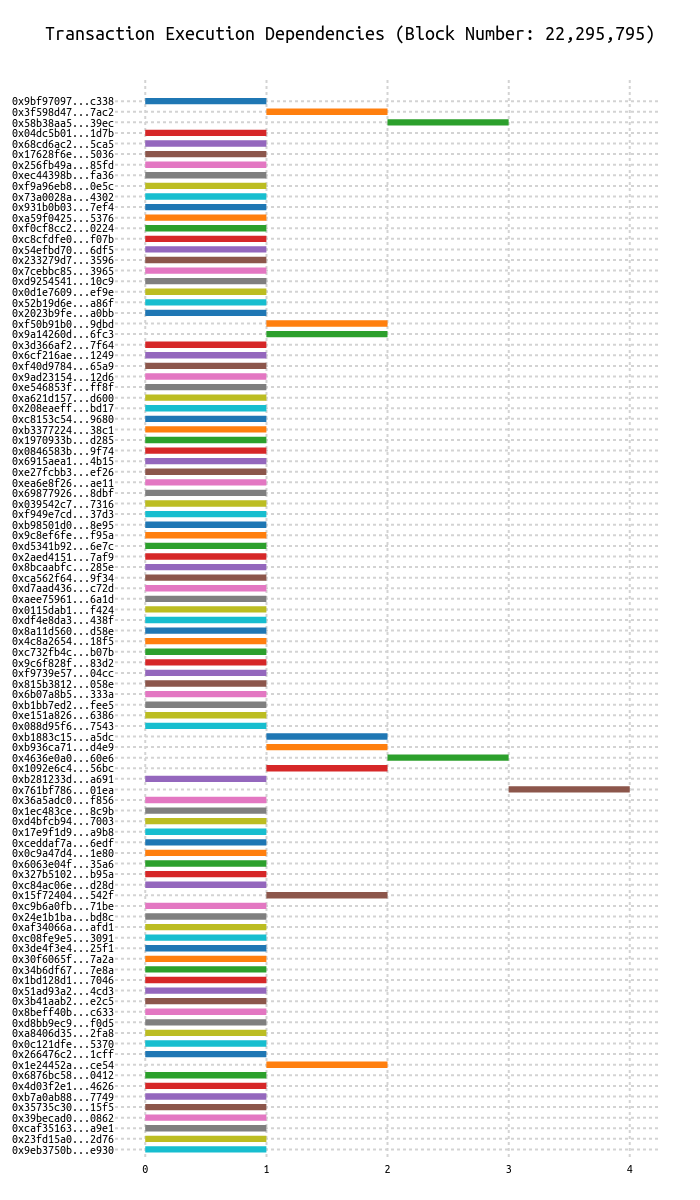 Transaction Execution Dependencies (Block Number: 22,295,795)
0x9bf97097...c338
0x3f598d47...7ac2
0x58b38aa5...39ec
0x04dc5b01...1d7b
0x68cd6ac2...5ca5
0x17628f6e...5036
0x256fb49a...85fd
0xec44398b...fa36
0xf9a96eb8...0e5c
0x73a0028a...4302
0x931b0b03...7ef4
0xa59f0425...5376
0xf0cf8cc2...0224
0xc8cfdfe0...f07b
0x54efbd70...6df5
0x233279d7...3596
0x7cebbc85...3965
0xd9254541...10c9
0x0d1e7609...ef9e
0x52b19d6e...a86f
0x2023b9fe...a0bb
0xf50b91b0...9dbd
0x9a14260d...6fc3
0x3d366af2...7f64
0x6cf216ae...1249
0xf40d9784...65a9
0x9ad23154...12d6
0xe546853f...ff8f
0xa621d157...d600
0x208eaeff...bd17
0xc8153c54...9680
0xb3377224...38c1
0x1970933b...d285
0x0846583b...9f74
0x6915aea1...4b15
0xe27fcbb3...ef26
0xea6e8f26...ae11
0x69877926...8dbf
0x039542c7...7316
0xf949e7cd...37d3
0xb98501d0...8e95
0x9c8ef6fe...f95a
0xd5341b92...6e7c
0x2aed4151...7af9
0x8bcaabfc...285e
0xca562f64...9f34
0xd7aad436...c72d
0xaee75961...6a1d
0x0115dab1...f424
0xdf4e8da3...438f
0x8a11d560...d58e
0x4c8a2654...18f5
0xc732fb4c...b07b
0x9c6f828f...83d2
0xf9739e57...04cc
0x815b3812...058e
0x6b07a8b5...333a
0xb1bb7ed2...fee5
0xe151a826...6386
0x088d95f6...7543
0xb1883c15...a5dc
0xb936ca71...d4e9
0x4636e0a0...60e6
0x1092e6c4...56bc
0xb281233d...a691
0x761bf786...01ea
0x36a5adc0...f856
0x1ec483ce...8c9b
0xd4bfcb94...7003
0x17e9f1d9...a9b8
0xceddaf7a...6edf
0x0c9a47d4...1e80
0x6063e04f...35a6
0x327b5102...b95a
0xc84ac06e...d28d
0x15f72404...542f
0xc9b6a0fb...71be
0x24e1b1ba...bd8c
0xaf34066a...afd1
0xc08fe9e5...3091
0x3de4f3e4...25f1
0x30f6065f...7a2a
0x34b6df67...7e8a
0x1bd128d1...7046
0x51ad93a2...4cd3
0x3b41aab2...e2c5
0x8beff40b...c633
0xd8bb9ec9...f0d5
0xa8406d35...2fa8
0x0c121dfe...5370
0x266476c2...1cff
0x1e24452a...ce54
0x6876bc58...0412
0x4d03f2e1...4626
0xb7a0ab88...7749
0x35735c30...15f5
0x39becad0...0862
0xcaf35163...a9e1
0x23fd15a0...2d76
0x9eb3750b...e930
0 1 2 3 4